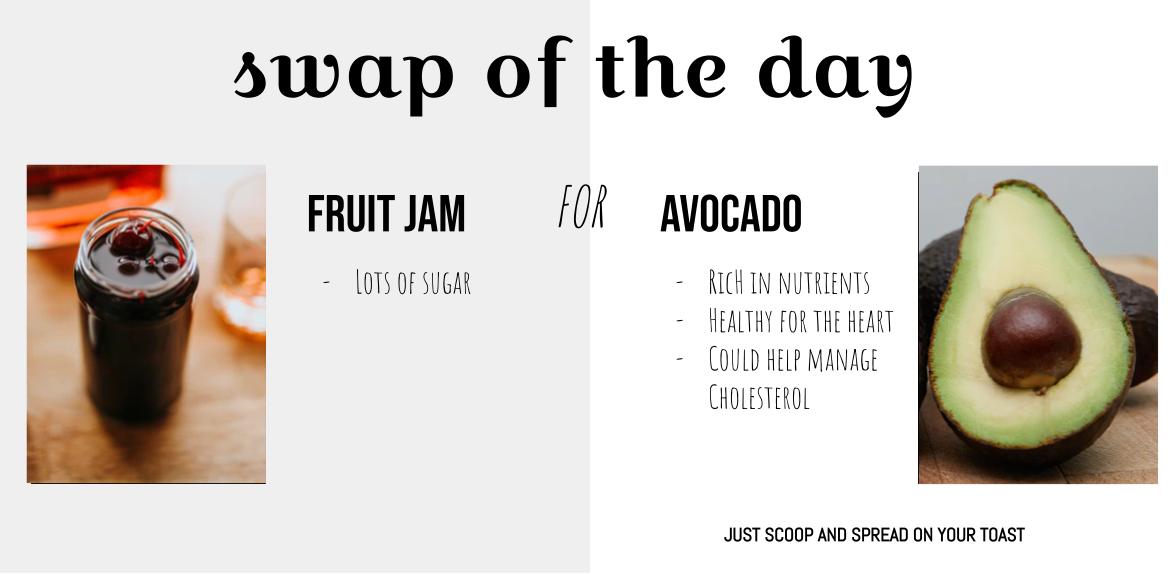 swap of the day
FRUIT JAM
FOR
AVOCADO
- LOTS OF SUGAR
- RICH IN NUTRIENTS
- HEALTHY FOR THE HEART
- COULD HELP MANAGE
CHOLESTEROL
JUST SCOOP AND SPREAD ON YOUR TOAST